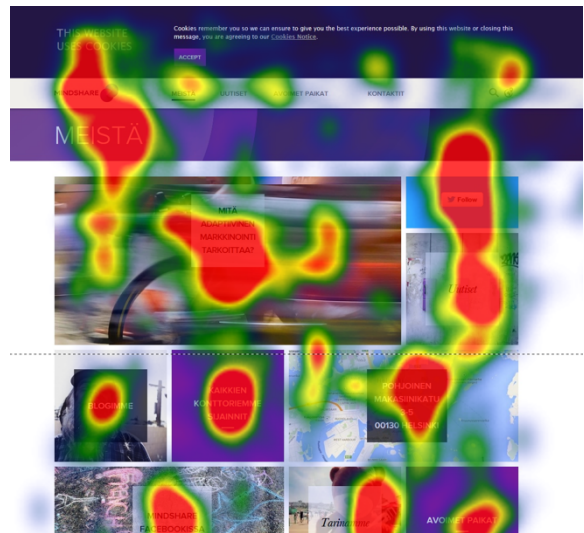 THIS WEBSITE
USES COOKIES
Cookies remember you so we can ensure to give you the best experience possible. By using this website or closing this
message, you are agreeing to our Cookies Notice.
ACCEPT
MINDSHARE
MEISTÄ
UUTISET
AVOIMET PAIKAT
KONTAKTIT
MEISTÄ
MITÄ
ADAPTIIVINEN
MARKKINOINTI
TARKOITTAA?
Follow
Uutiset
BLOGIMME
KAIKKIEN
KONTTORIEMME
SIJAINNIT
POHJOINEN
MAKASIINIKATU
00130 HELSINKI
MINDSHARE
FACEBOOKISSA
Tarinamme
AVOIMET PAIKAT